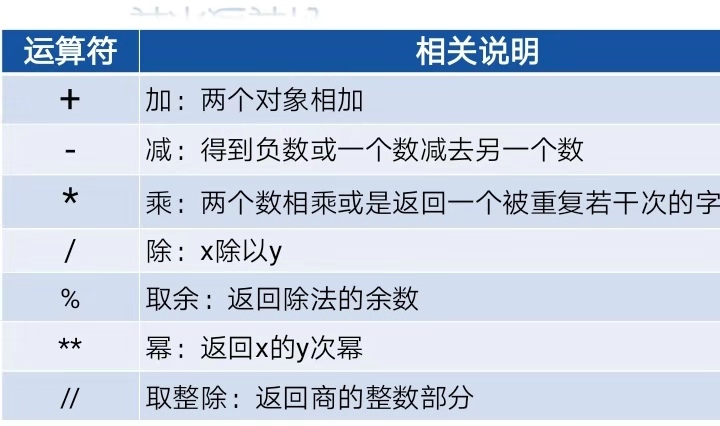 运算符 相关说明
+ 加：两个对象相加
- 减：得到负数或一个数减去另一个数
* 乘：两个数相乘或是返回一个被重复若干次的字
/ 除：x除以y
% 取余：返回除法的余数
** 幂：返回x的y次幂
// 取整除：返回商的整数部分